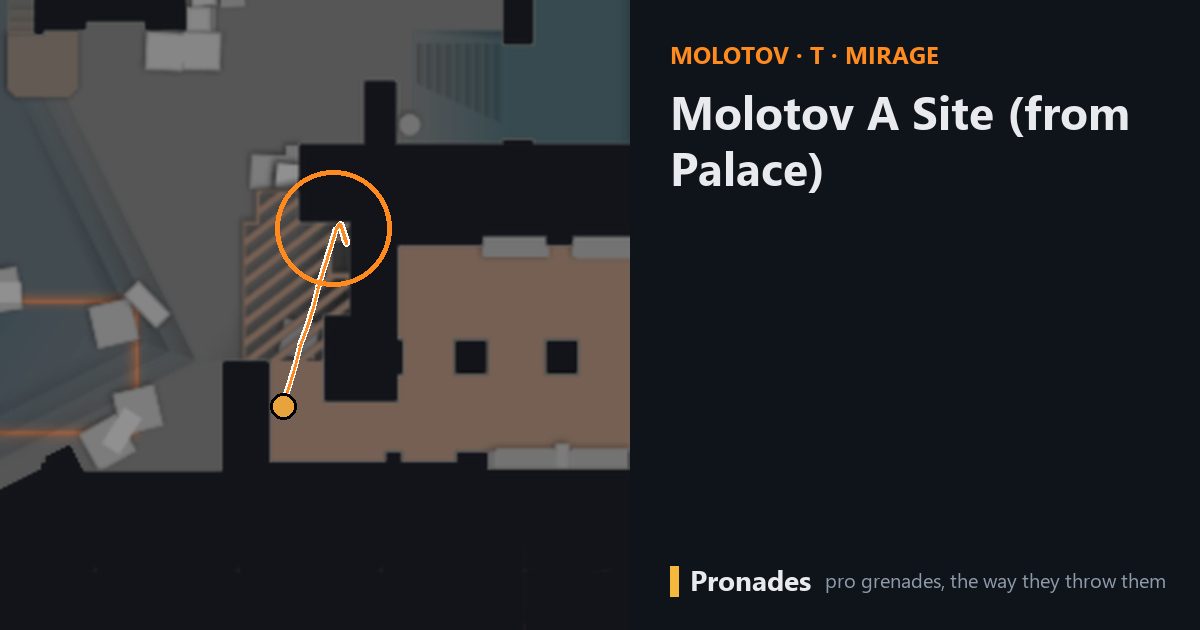 MOLOTOV · T · MIRAGE
Molotov A Site (from
Palace)
Pronades pro grenades, the way they throw them